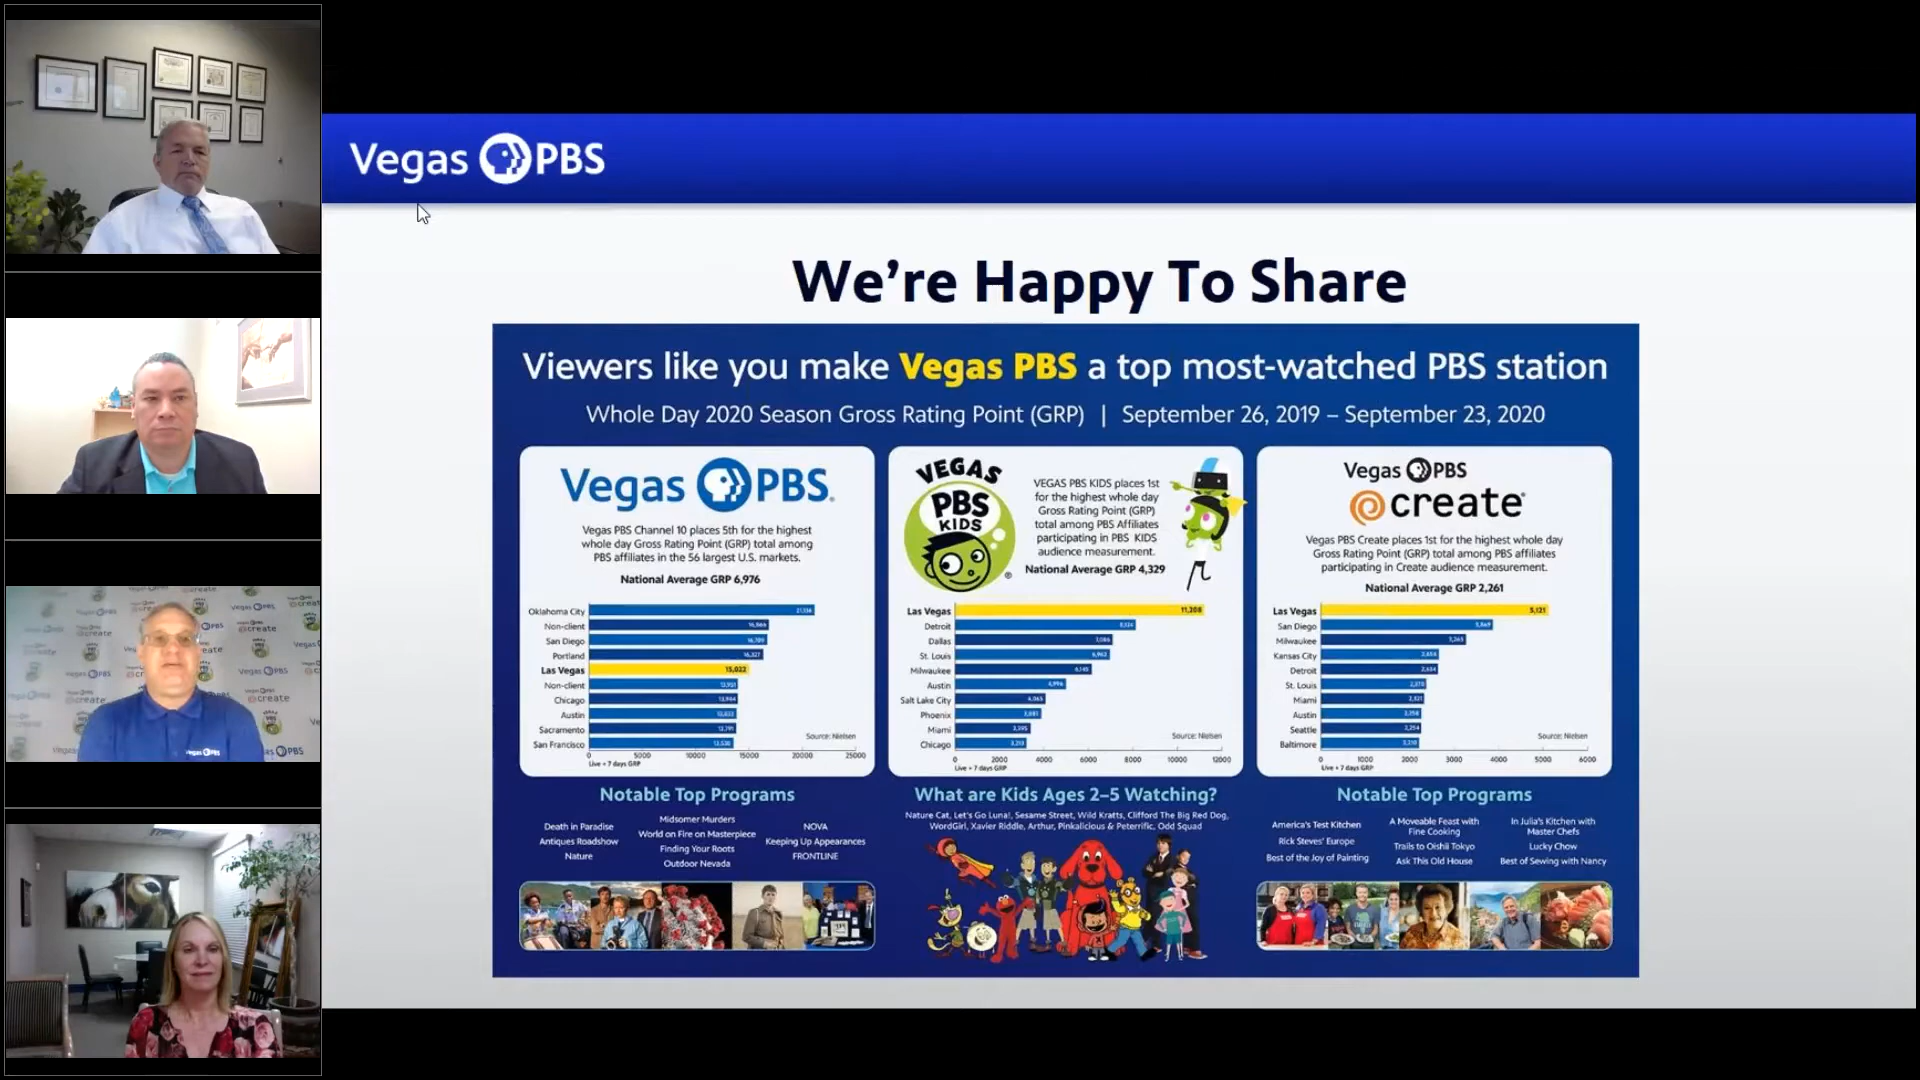 Vegas PBS
We're Happy To Share
Viewers like you make Vegas PBS a top most-watched PBS station
Whole Day 2020 Season Gross Rating Point (GRP) | September 26, 2019 – September 23, 2020
Vegas PBS
Vegas PBS Channel 10 places 5th for the highest
whole day Gross Rating Point (GRP) total among
PBS affiliates in the 56 largest U.S. markets.
National Average GRP 6,976
Oklahoma City
Non-client
San Diego
Portland
Las Vegas 15,022
Non-client
Chicago
Austin
Sacramento
San Francisco
Source: Nielsen
0 5000 10000 15000 20000 25000
Live + 7 days GRP
VEGAS
PBS
KIDS
VEGAS PBS KIDS places 1st
for the highest whole day
Gross Rating Point (GRP)
total among PBS Affiliates
participating in PBS KIDS
audience measurement.
National Average GRP 4,329
Las Vegas 11,208
Detroit
Dallas
St. Louis
Milwaukee
Austin
Salt Lake City
Phoenix
Miami
Chicago
Source: Nielsen
0 2000 4000 6000 8000 10000 12000
Live + 7 days GRP
Vegas PBS
create
Vegas PBS Create places 1st for the highest whole day
Gross Rating Point (GRP) total among PBS affiliates
participating in Create audience measurement.
National Average GRP 2,261
Las Vegas 5,121
San Diego
Milwaukee
Kansas City
Detroit
St. Louis
Miami
Austin
Seattle
Baltimore
Source: Nielsen
0 1000 2000 3000 4000 5000 6000
Live + 7 days GRP
Notable Top Programs
Death in Paradise
Antiques Roadshow
Nature
Midsomer Murders
World on Fire on Masterpiece
Finding Your Roots
Outdoor Nevada
NOVA
Keeping Up Appearances
FRONTLINE
What are Kids Ages 2–5 Watching?
Nature Cat, Let's Go Luna!, Sesame Street, Wild Kratts, Clifford The Big Red Dog,
WordGirl, Xavier Riddle, Arthur, Pinkalicious & Peterrific, Odd Squad
Notable Top Programs
America's Test Kitchen
Rick Steves' Europe
Best of the Joy of Painting
A Moveable Feast with
Fine Cooking
Trails to Oishii Tokyo
Ask This Old House
In Julia's Kitchen with
Master Chefs
Lucky Chow
Best of Sewing with Nancy